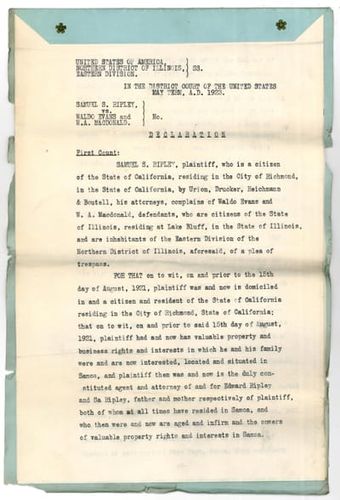 UNITED STATES OF AMERICA, )
NORTHERN DISTRICT OF ILLINOIS, ) SS.
EASTERN DIVISION. )
IN THE DISTRICT COURT OF THE UNITED STATES
MAY TERM, A.D. 1923.
SAMUEL S. RIPLEY, )
vs. )
WALDO EVANS and ) No.
W.A. MACDONALD. )
DECLARATION
First Count:
SAMUEL S. RIPLEY, plaintiff, who is a citizen
of the State of California, residing in the City of Richmond,
in the State of California, by Urion, Drucker, Reichmann
& Boutell, his attorneys, complains of Waldo Evans and
W. A. Macdonald, defendants, who are citizens of the State
of Illinois, residing at Lake Bluff, in the State of Illinois,
and are inhabitants of the Eastern Division of the
Northern District of Illinois, aforesaid, of a plea of
trespass.
FOR THAT on to wit, on and prior to the 15th
day of August, 1921, plaintiff was and now is domiciled
in and a citizen and resident of the State of California
residing in the City of Richmond, State of California;
that on to wit, on and prior to said 15th day of August,
1921, plaintiff had and now has valuable property and
business rights and interests in which he and his family
were and are now interested, located and situated in
Samoa, and plaintiff then was and now is the duly con-
stituted agent and attorney of and for Edward Ripley
and Sa Ripley, father and mother respectively of plaintiff,
both of whom at all times have resided in Samoa, and
who then were and now are aged and infirm and the owners
of valuable property rights and interests in Samoa.